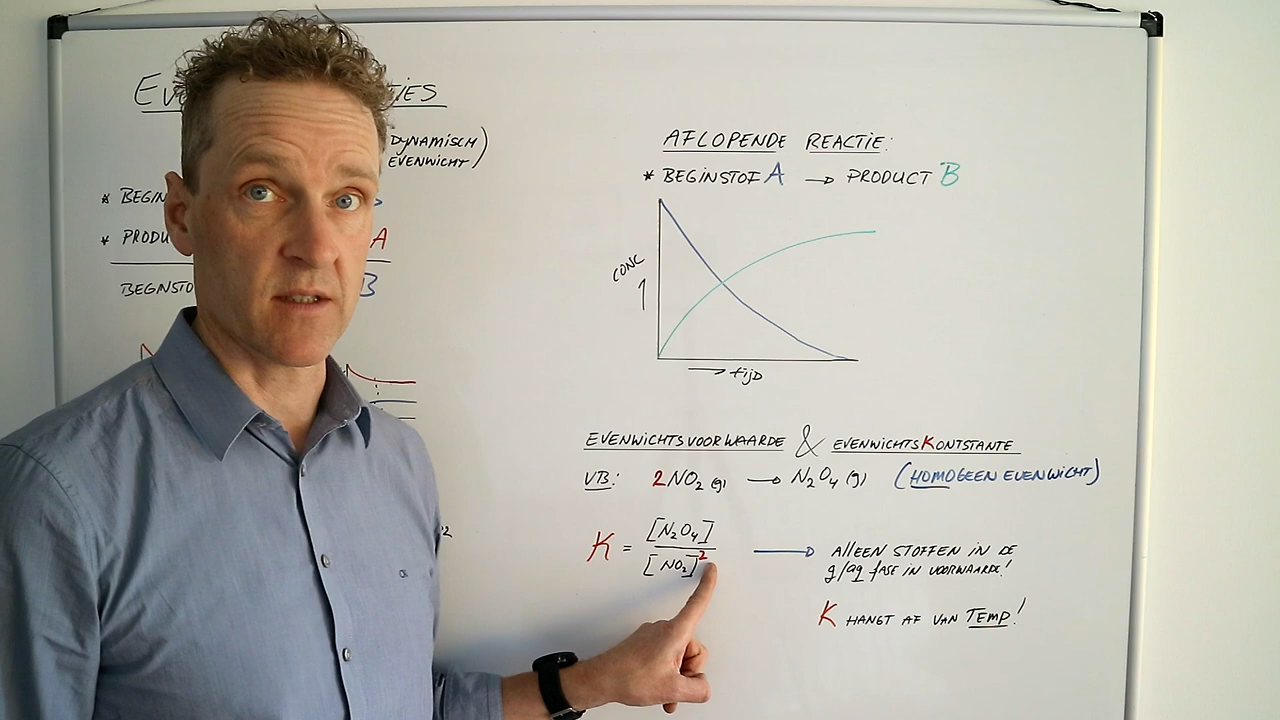 (DYNAMISCH
EVENWICHT)
* BEGIN
* PRODU A
BEGINSTO B
AFLOPENDE REACTIE:
* BEGINSTOF A → PRODUCT B
CONC ↑
→ tijd
EVENWICHTSVOORWAARDE & EVENWICHTSKONTSTANTE
VB: 2NO₂ (g) → N₂O₄ (g) (HOMOGEEN EVENWICHT)
K = [N₂O₄] / [NO₂]² → ALLEEN STOFFEN IN DE
g/aq FASE IN VOORWAARDE!
K HANGT AF VAN TEMP!